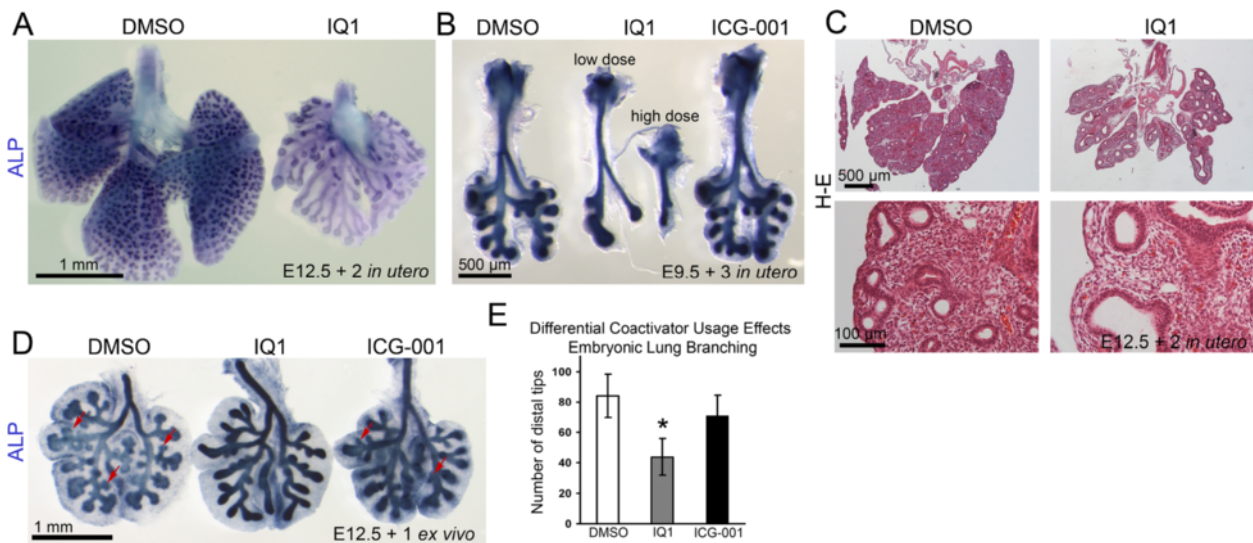 A
DMSO
IQ1
ALP
1 mm
E12.5 + 2 in utero
B
DMSO
IQ1
ICG-001
low dose
high dose
500 µm
E9.5 + 3 in utero
C
DMSO
IQ1
H-E
500 µm
100 µm
E12.5 + 2 in utero
D
DMSO
IQ1
ICG-001
ALP
1 mm
E12.5 + 1 ex vivo
E
Differential Coactivator Usage Effects
Embryonic Lung Branching
Number of distal tips
100
80
60
40
20
0
*
DMSO
IQ1
ICG-001